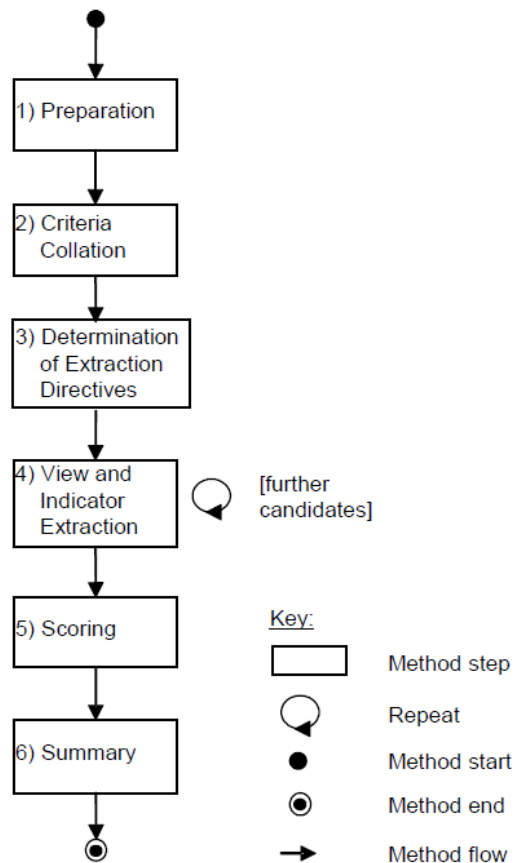 1) Preparation
2) Criteria
Collation
3) Determination
of Extraction
Directives
4) View and
Indicator
Extraction
[further
candidates]
5) Scoring
6) Summary
Key:
Method step
Repeat
Method start
Method end
Method flow